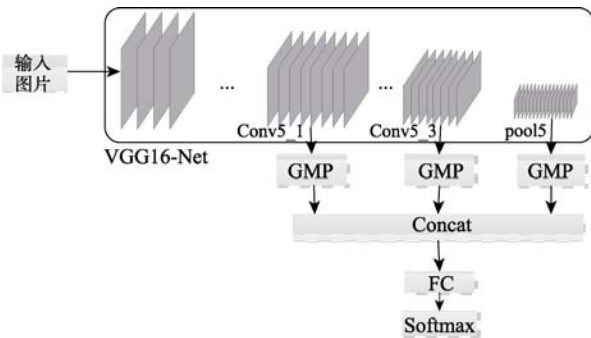 输入
图片
...
...
Conv5_1
Conv5_3
pool5
VGG16-Net
GMP
GMP
GMP
Concat
FC
Softmax